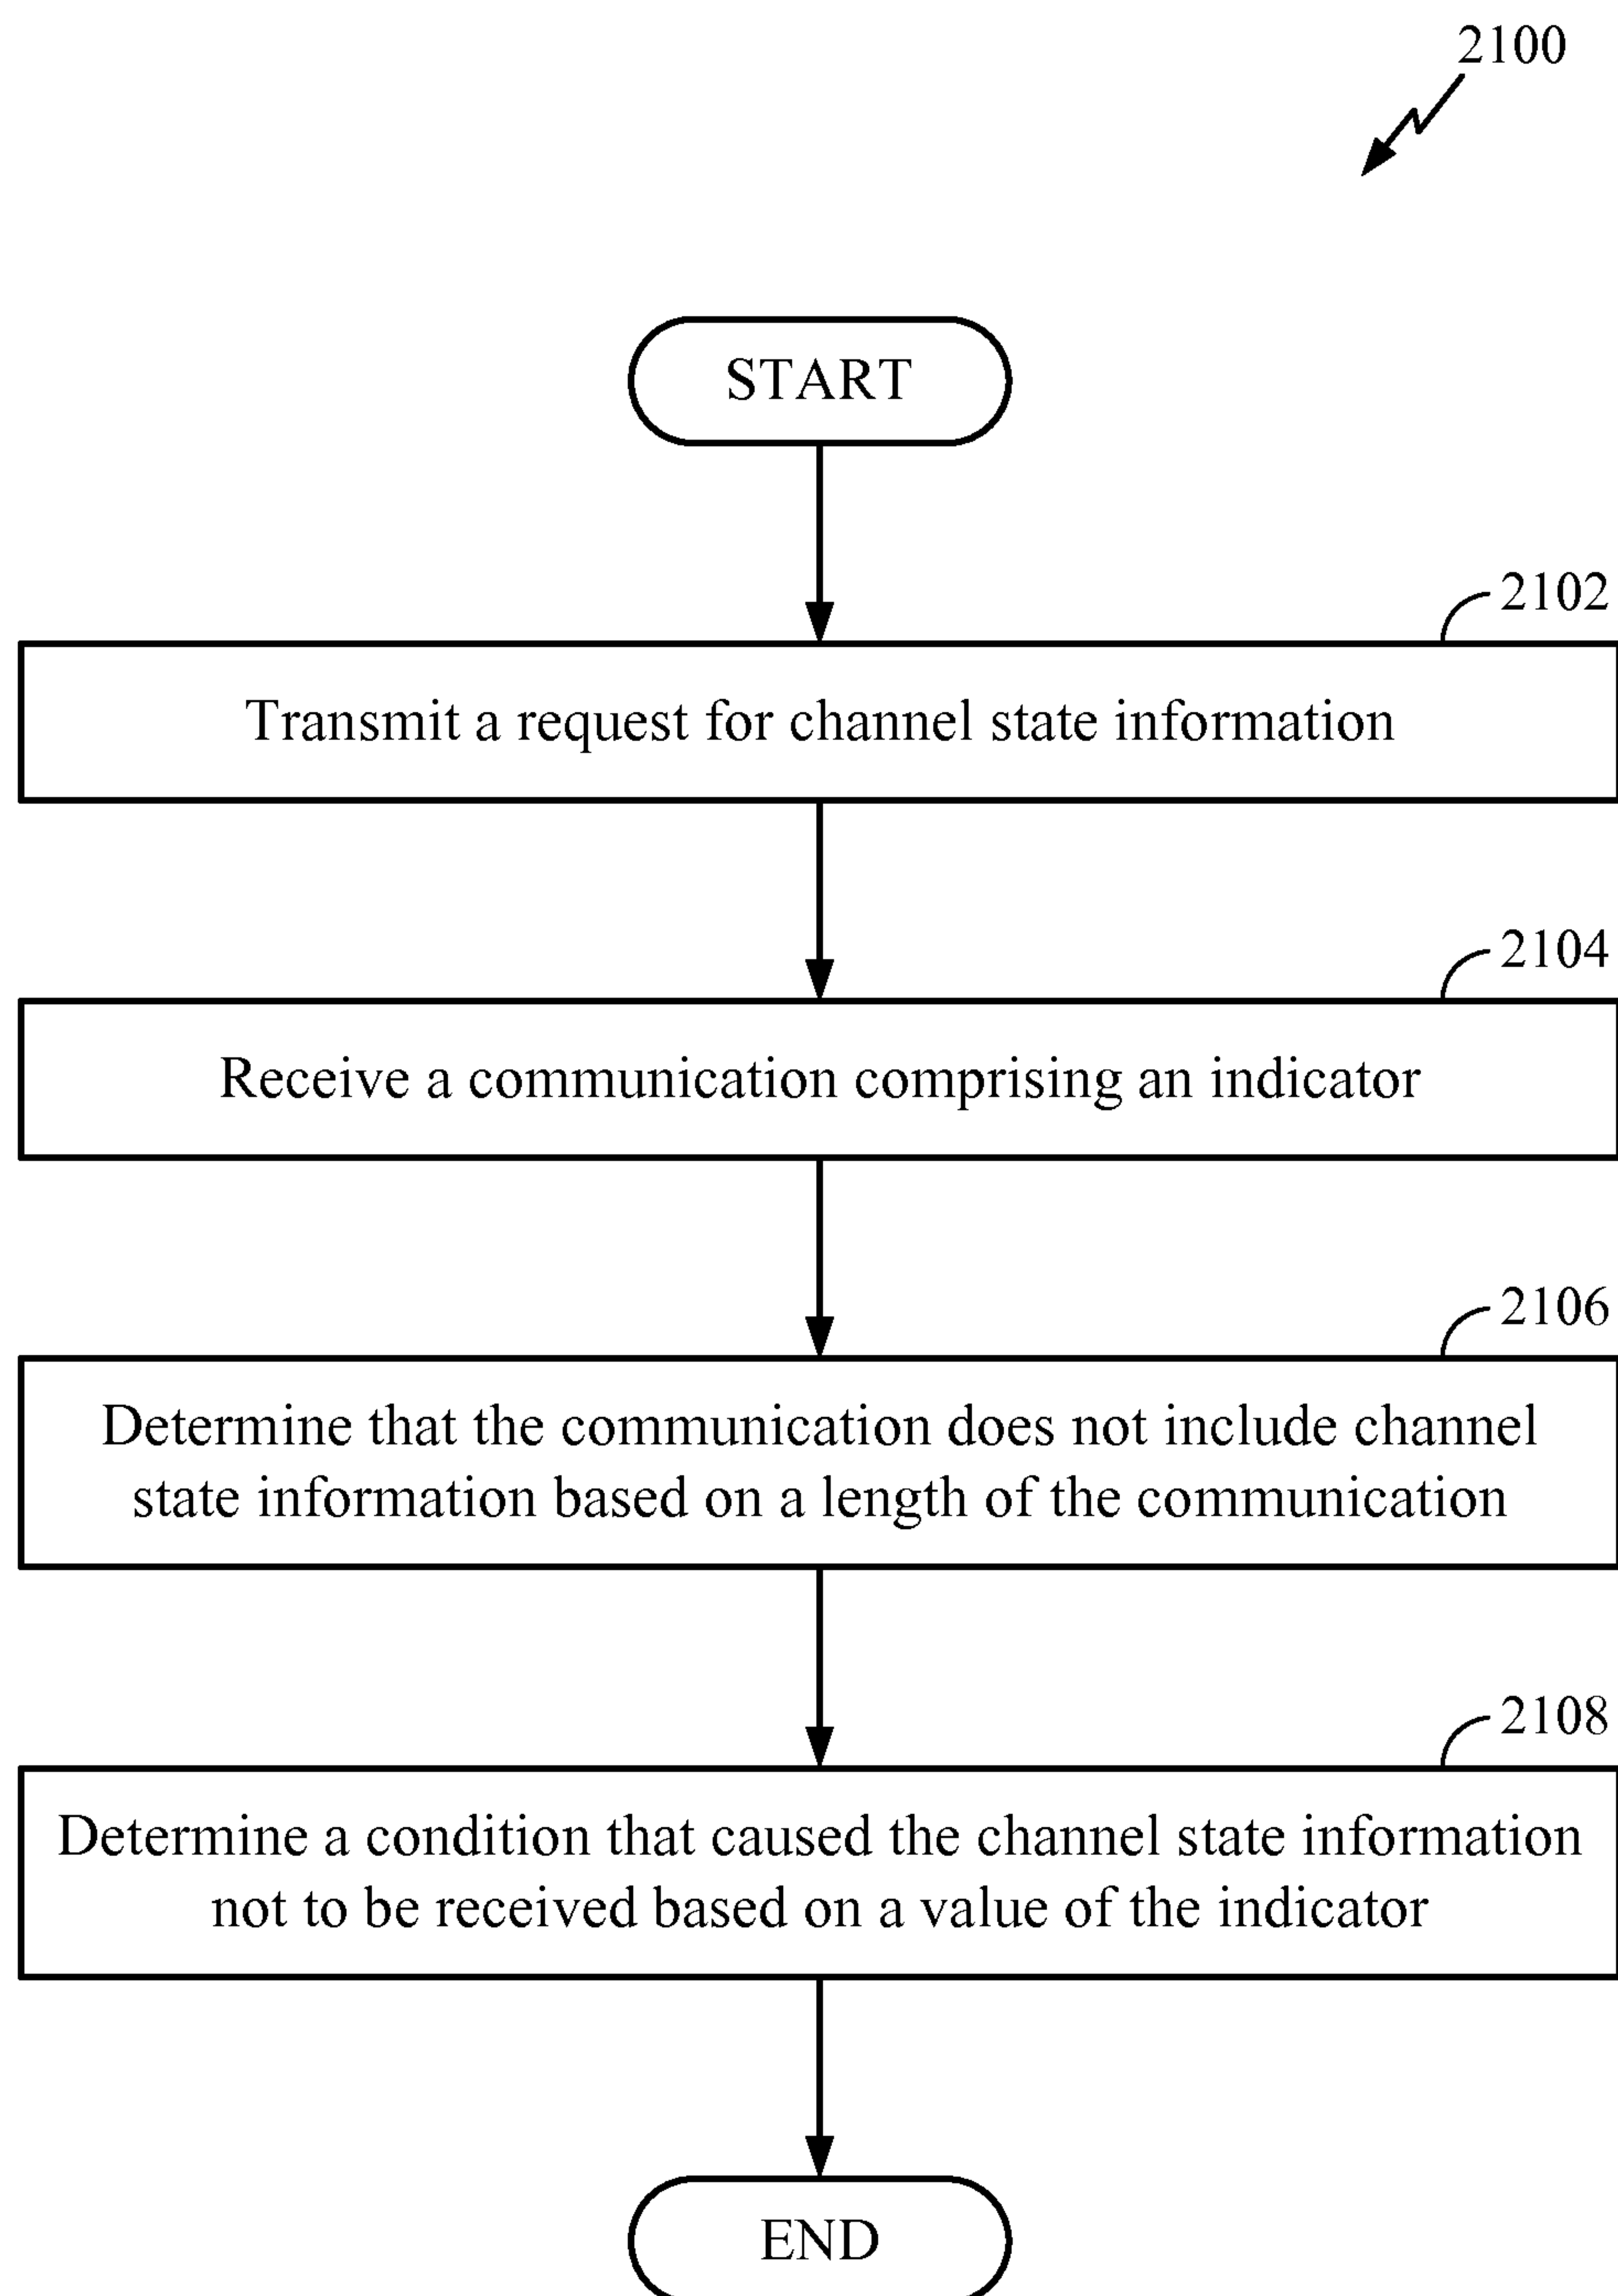 2100
START
2102
Transmit a request for channel state information
2104
Receive a communication comprising an indicator
2106
Determine that the communication does not include channel
state information based on a length of the communication
2108
Determine a condition that caused the channel state information
not to be received based on a value of the indicator
END